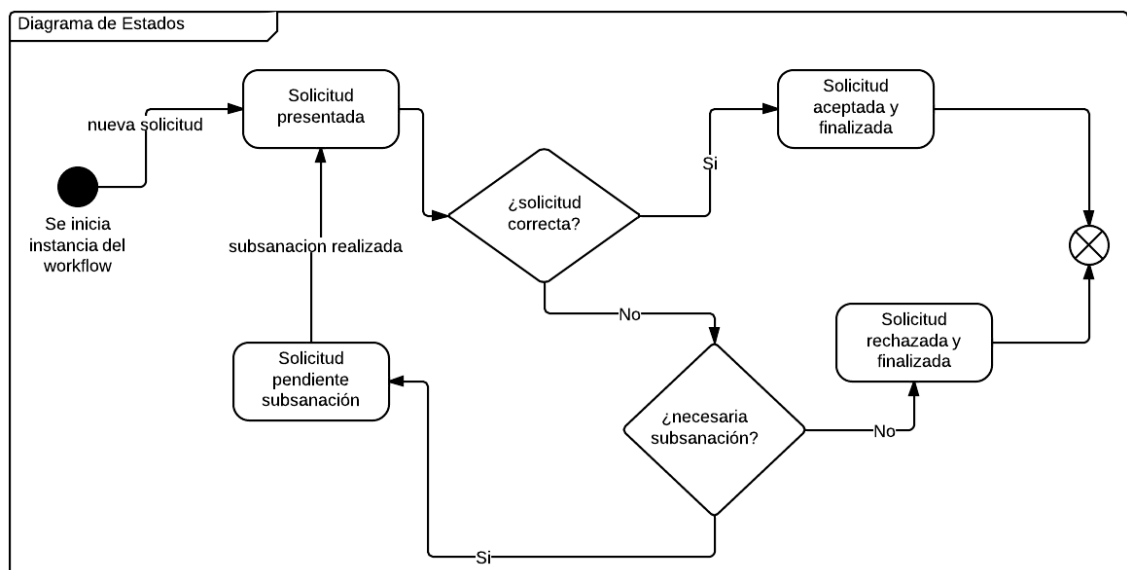 Diagrama de Estados
Solicitud
presentada
Solicitud
aceptada y
finalizada
nueva solicitud
Si
¿solicitud
correcta?
Se inicia
instancia del
workflow
subsanacion realizada
No
Solicitud
rechazada y
finalizada
Solicitud
pendiente
subsanación
¿necesaria
subsanación?
No
Si